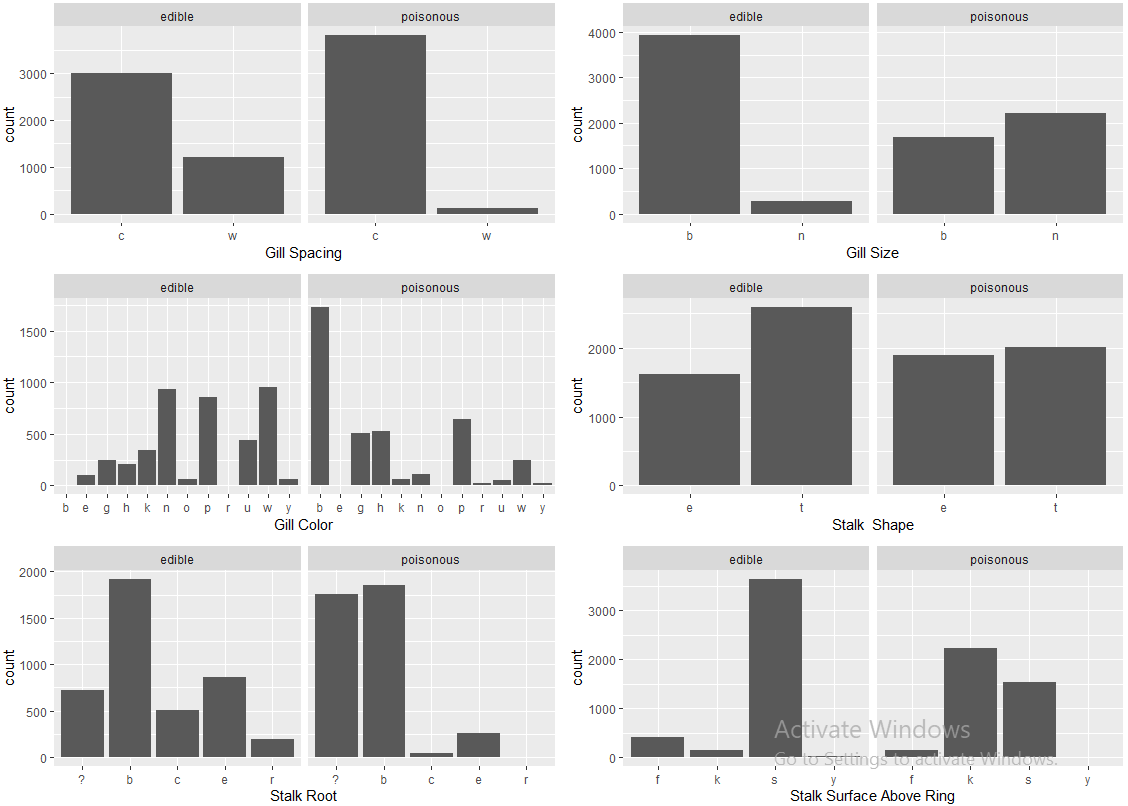 edible poisonous
3000
2000
1000
0
count
c w c w
Gill Spacing
edible poisonous
4000
3000
2000
1000
0
count
b n b n
Gill Size
edible poisonous
1500
1000
500
0
count
b e g h k n o p r u w y b e g h k n o p r u w y
Gill Color
edible poisonous
2000
1000
0
count
e t e t
Stalk Shape
edible poisonous
2000
1500
1000
500
0
count
? b c e r ? b c e r
Stalk Root
edible poisonous
3000
2000
1000
0
count
f k s y f k s y
Stalk Surface Above Ring
Activate Windows
Go to Settings to activate Windows.